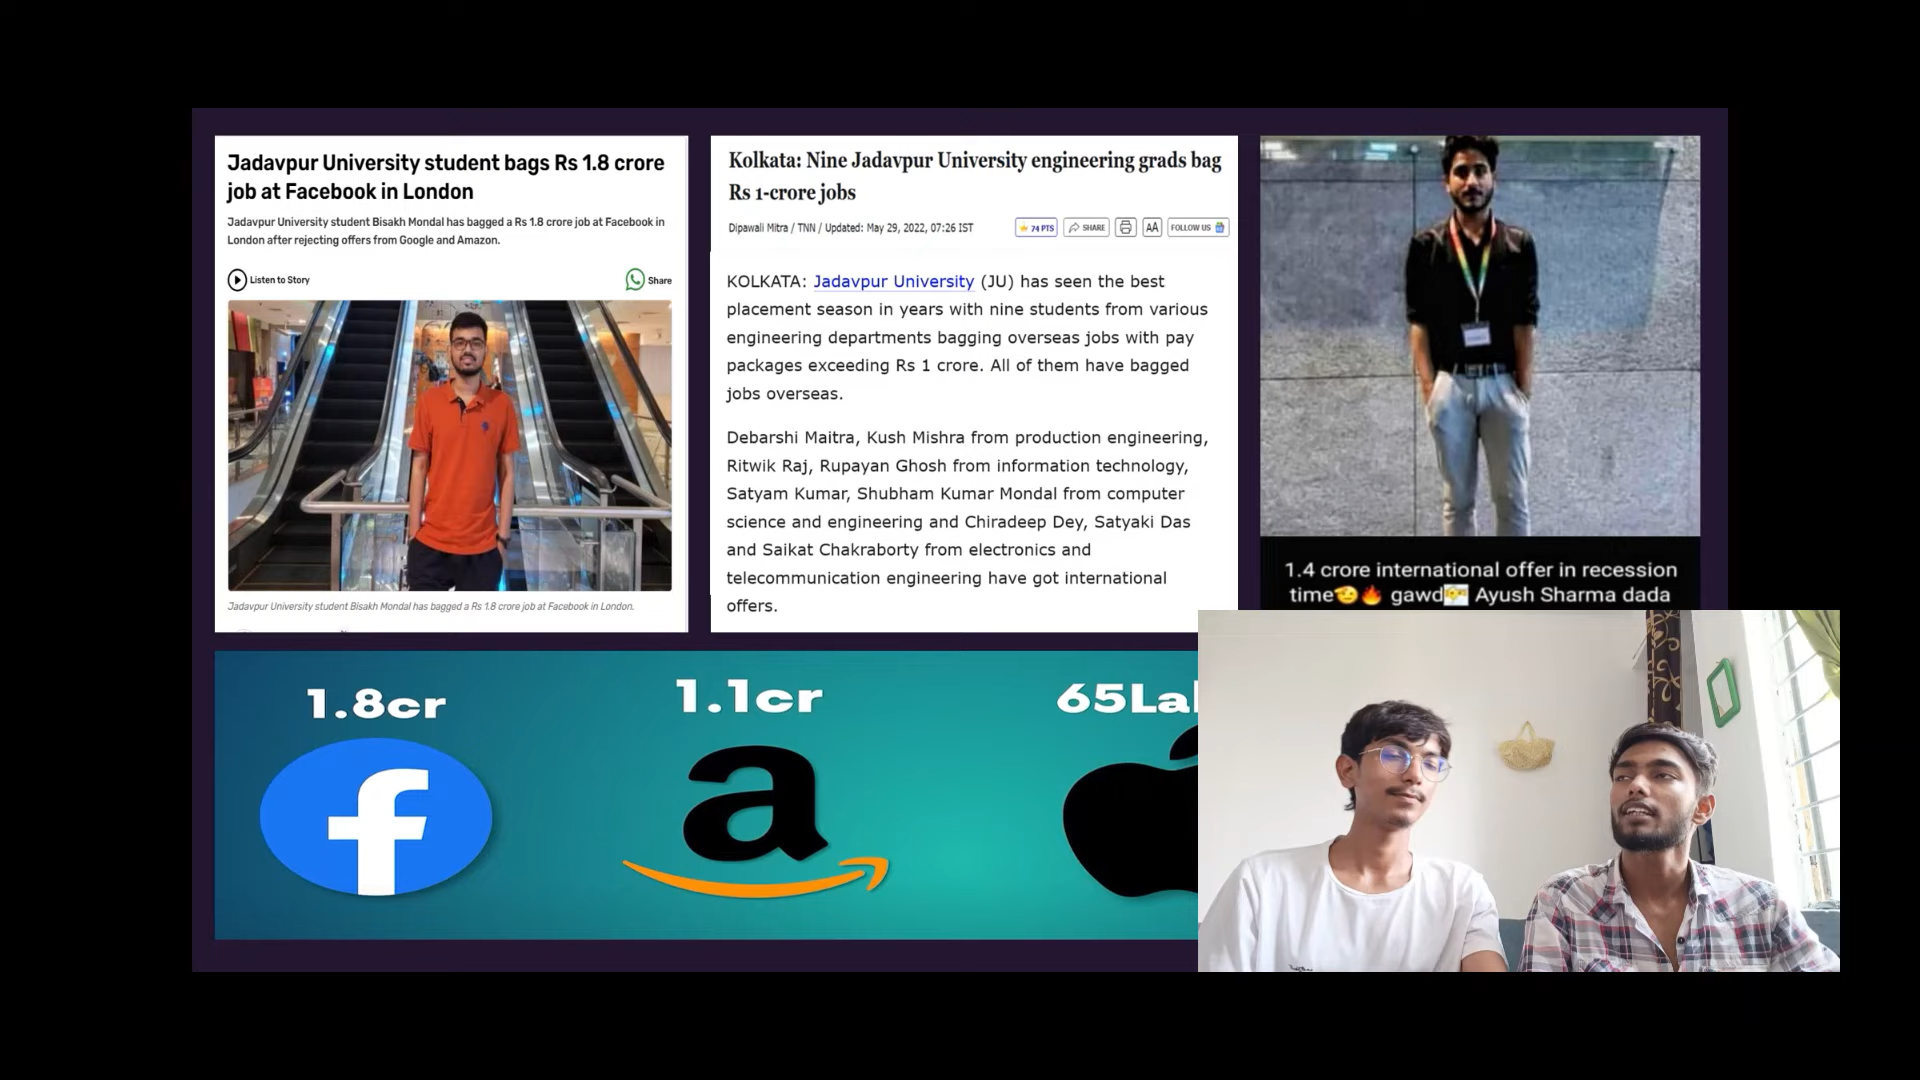 Jadavpur University student bags Rs 1.8 crore
job at Facebook in London
Jadavpur University student Bisakh Mondal has bagged a Rs 1.8 crore job at Facebook in
London after rejecting offers from Google and Amazon.
Listen to Story
Share
Jadavpur University student Bisakh Mondal has bagged a Rs 1.8 crore job at Facebook in London.
Kolkata: Nine Jadavpur University engineering grads bag
Rs 1-crore jobs
Dipawali Mitra / TNN / Updated: May 29, 2022, 07:26 IST
74 PTS
SHARE
AA
FOLLOW US
KOLKATA: Jadavpur University (JU) has seen the best
placement season in years with nine students from various
engineering departments bagging overseas jobs with pay
packages exceeding Rs 1 crore. All of them have bagged
jobs overseas.
Debarshi Maitra, Kush Mishra from production engineering,
Ritwik Raj, Rupayan Ghosh from information technology,
Satyam Kumar, Shubham Kumar Mondal from computer
science and engineering and Chiradeep Dey, Satyaki Das
and Saikat Chakraborty from electronics and
telecommunication engineering have got international
offers.
1.4 crore international offer in recession
time🫡🔥 gawd Ayush Sharma dada
1.8cr
1.1cr
65La
f
a